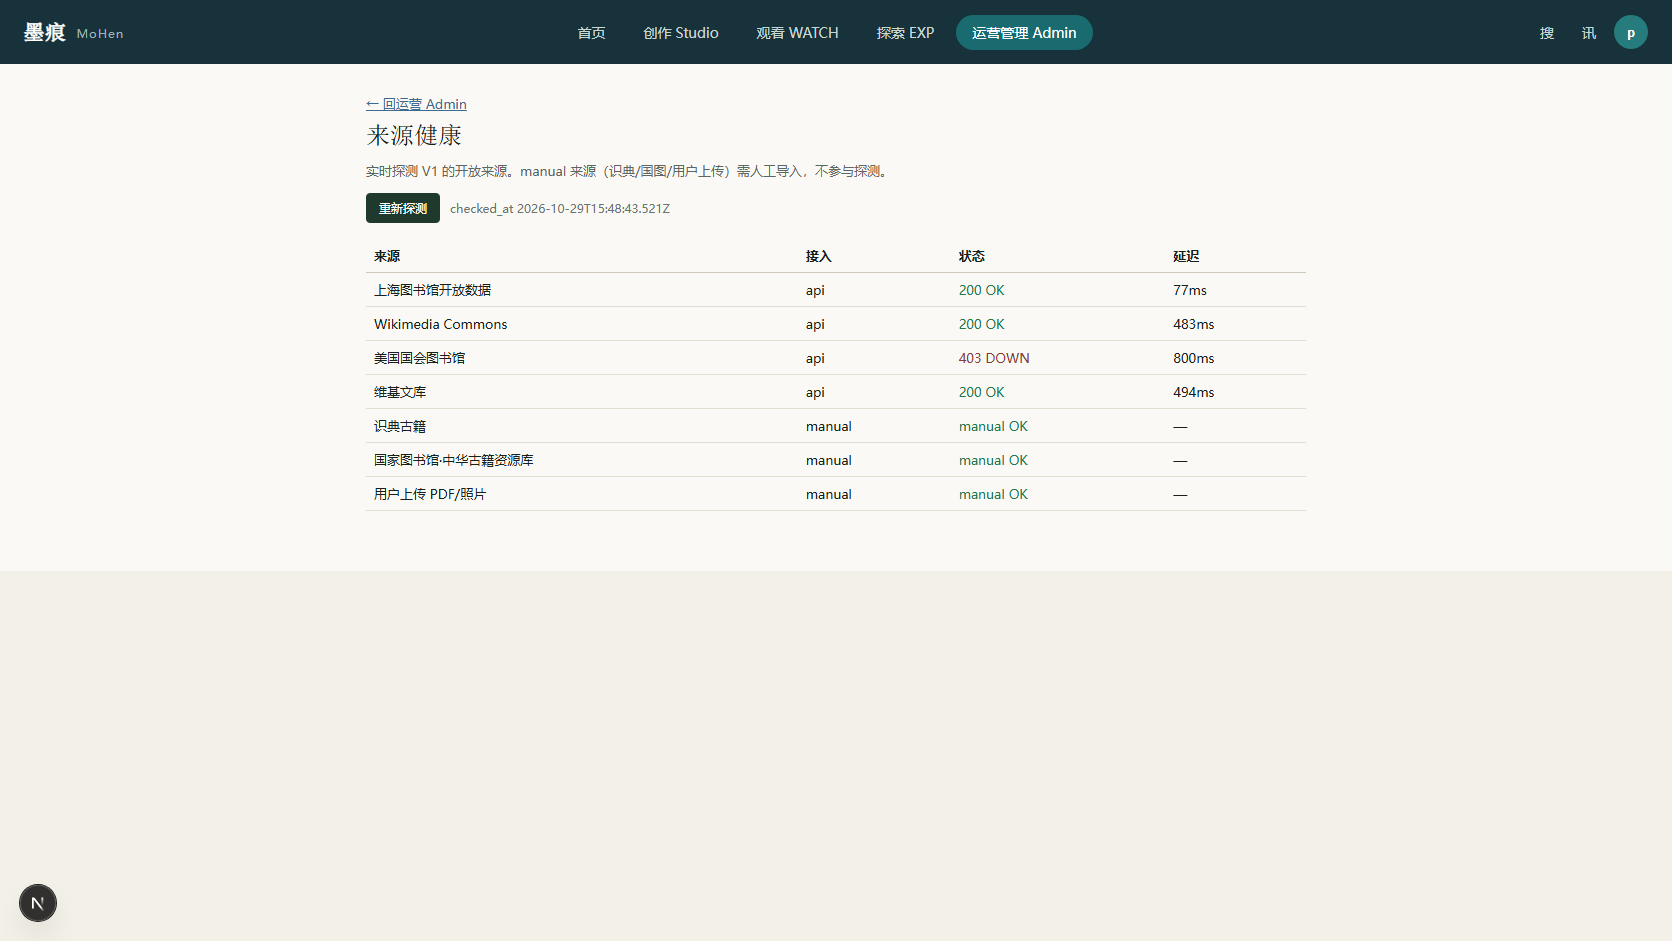 墨痕 MoHen 首页 创作 Studio 观看 WATCH 探索 EXP 运营管理 Admin 搜 讯 p
← 回运营 Admin
来源健康
实时探测 V1 的开放来源。manual 来源（识典/国图/用户上传）需人工导入，不参与探测。
重新探测 checked_at 2026-10-29T15:48:43.521Z
来源 接入 状态 延迟
上海图书馆开放数据 api 200 OK 77ms
Wikimedia Commons api 200 OK 483ms
美国国会图书馆 api 403 DOWN 800ms
维基文库 api 200 OK 494ms
识典古籍 manual manual OK —
国家图书馆·中华古籍资源库 manual manual OK —
用户上传 PDF/照片 manual manual OK —
N